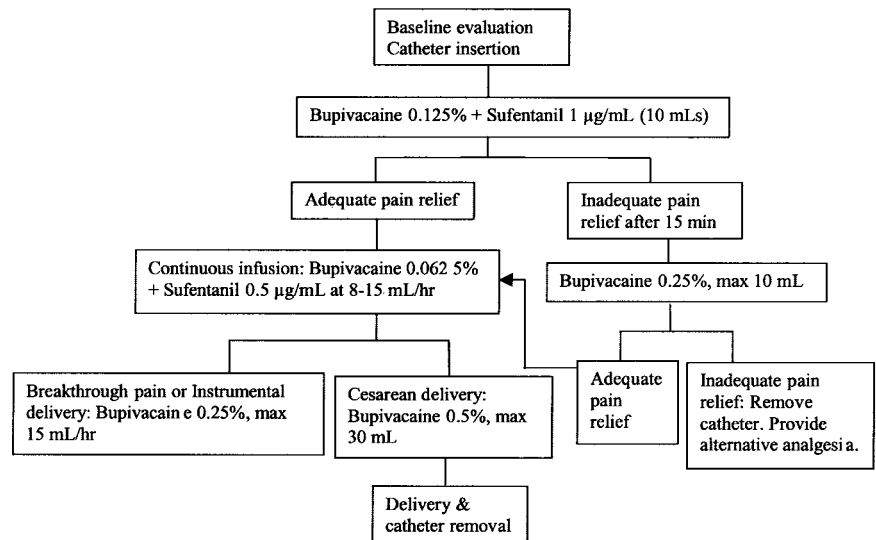 Baseline evaluation
Catheter insertion
Bupivacaine 0.125% + Sufentanil 1 µg/mL (10 mLs)
Adequate pain relief
Inadequate pain
relief after 15 min
Continuous infusion: Bupivacaine 0.062 5%
+ Sufentanil 0.5 µg/mL at 8-15 mL/hr
Bupivacaine 0.25%, max 10 mL
Breakthrough pain or Instrumental
delivery: Bupivacain e 0.25%, max
15 mL/hr
Cesarean delivery:
Bupivacaine 0.5%, max
30 mL
Adequate
pain
relief
Inadequate pain
relief: Remove
catheter. Provide
alternative analgesi a.
Delivery &
catheter removal